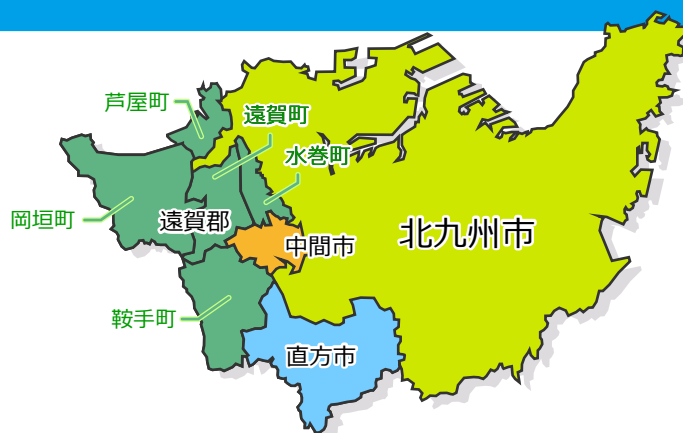 芦屋町
遠賀町
水巻町
岡垣町
遠賀郡
北九州市
中間市
鞍手町
直方市